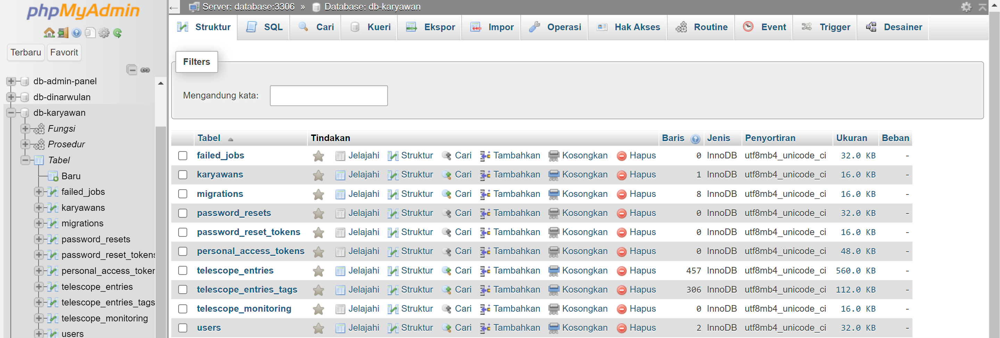 phpMyAdmin
Terbaru Favorit
db-admin-panel
db-dinarwulan
db-karyawan
Fungsi
Prosedur
Tabel
Baru
failed_jobs
karyawans
migrations
password_resets
password_reset_tokens
personal_access_token
telescope_entries
telescope_entries_tags
telescope_monitoring
users
← Server: database:3306 » Database: db-karyawan
Struktur SQL Cari Kueri Ekspor Impor Operasi Hak Akses Routine Event Trigger Desainer
Filters
Mengandung kata:
Tabel Tindakan Baris Jenis Penyortiran Ukuran Beban
failed_jobs Jelajahi Struktur Cari Tambahkan Kosongkan Hapus 0 InnoDB utf8mb4_unicode_ci 32.0 KB -
karyawans Jelajahi Struktur Cari Tambahkan Kosongkan Hapus 1 InnoDB utf8mb4_unicode_ci 16.0 KB -
migrations Jelajahi Struktur Cari Tambahkan Kosongkan Hapus 8 InnoDB utf8mb4_unicode_ci 16.0 KB -
password_resets Jelajahi Struktur Cari Tambahkan Kosongkan Hapus 0 InnoDB utf8mb4_unicode_ci 32.0 KB -
password_reset_tokens Jelajahi Struktur Cari Tambahkan Kosongkan Hapus 0 InnoDB utf8mb4_unicode_ci 16.0 KB -
personal_access_tokens Jelajahi Struktur Cari Tambahkan Kosongkan Hapus 0 InnoDB utf8mb4_unicode_ci 48.0 KB -
telescope_entries Jelajahi Struktur Cari Tambahkan Kosongkan Hapus 457 InnoDB utf8mb4_unicode_ci 560.0 KB -
telescope_entries_tags Jelajahi Struktur Cari Tambahkan Kosongkan Hapus 306 InnoDB utf8mb4_unicode_ci 112.0 KB -
telescope_monitoring Jelajahi Struktur Cari Tambahkan Kosongkan Hapus 0 InnoDB utf8mb4_unicode_ci 16.0 KB -
users Jelajahi Struktur Cari Tambahkan Kosongkan Hapus 2 InnoDB utf8mb4_unicode_ci 32.0 KB -